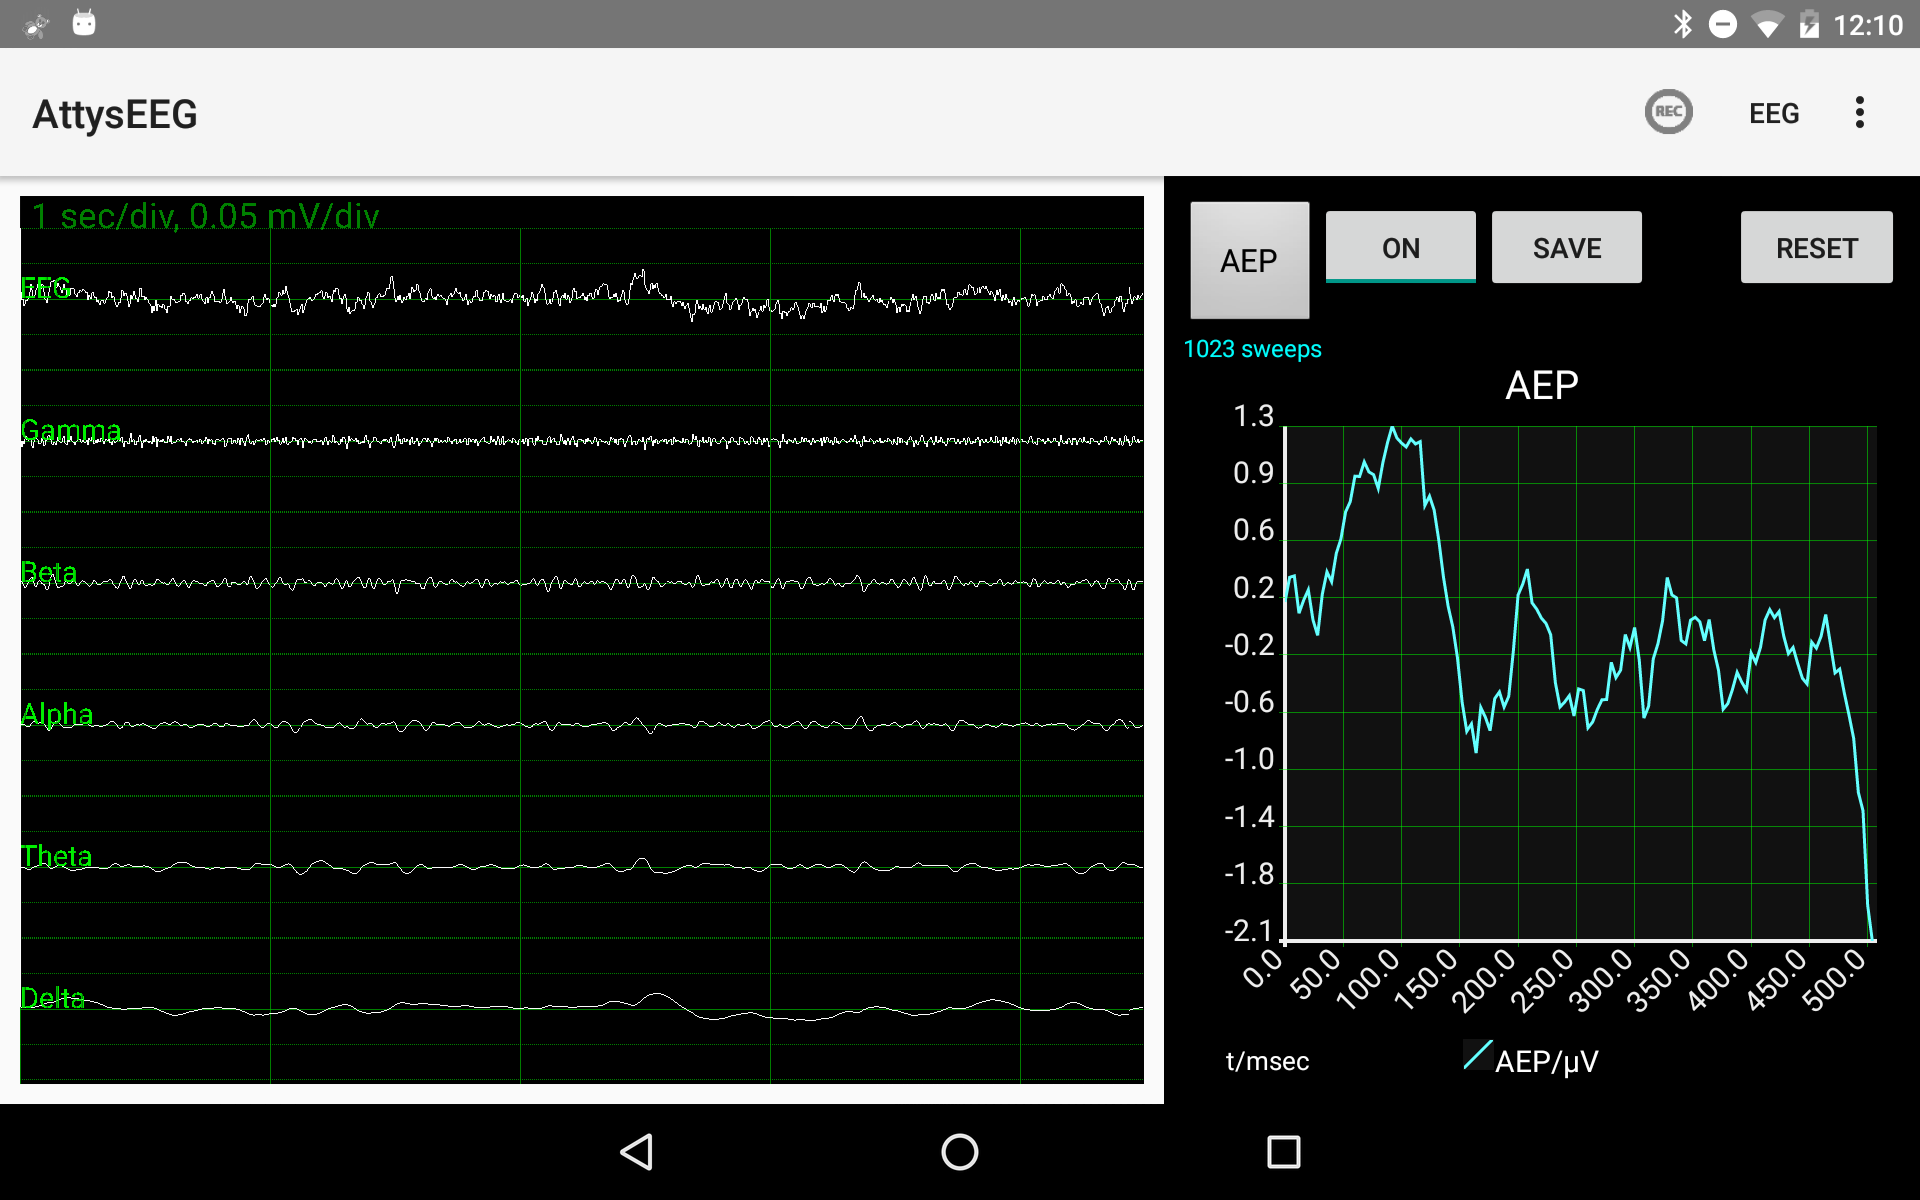 12:10
AttysEEG
REC
EEG
1 sec/div, 0.05 mV/div
EEG
Gamma
Beta
Alpha
Theta
Delta
AEP
ON
SAVE
RESET
1023 sweeps
AEP
1.3
0.9
0.6
0.2
-0.2
-0.6
-1.0
-1.4
-1.8
-2.1
0.0 50.0 100.0 150.0 200.0 250.0 300.0 350.0 400.0 450.0 500.0
t/msec
AEP/µV